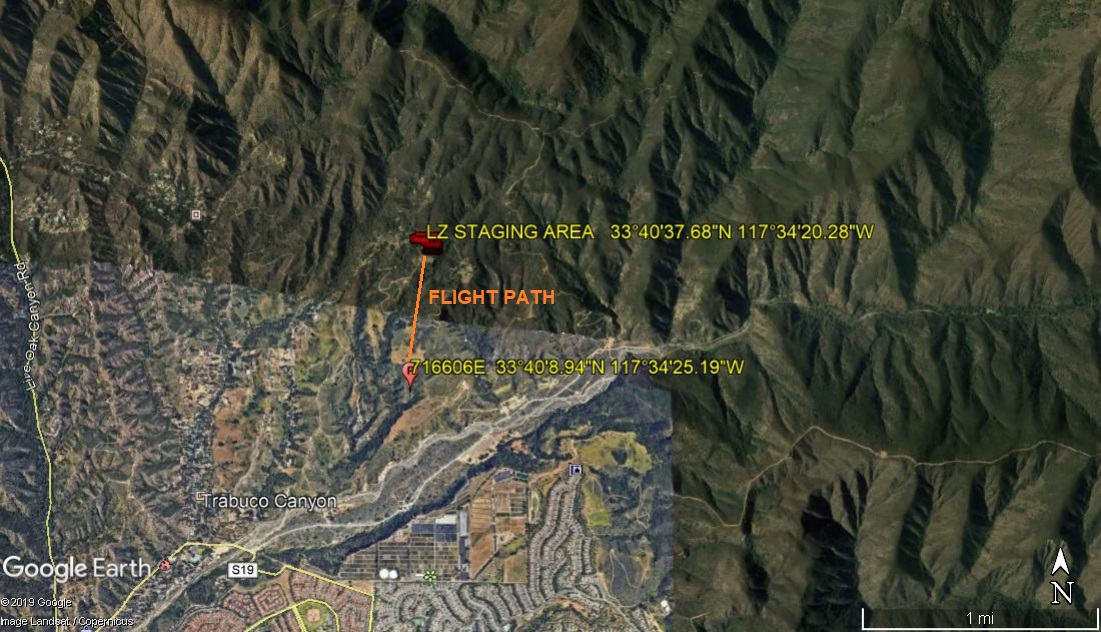 LZ STAGING AREA 33°40'37.68"N 117°34'20.28"W
Live Oak Canyon Rd
FLIGHT PATH
716606E 33°40'8.94"N 117°34'25.19"W
Trabuco Canyon
Google Earth
S19
N
©2019 Google
Image Landsat / Copernicus
1 mi